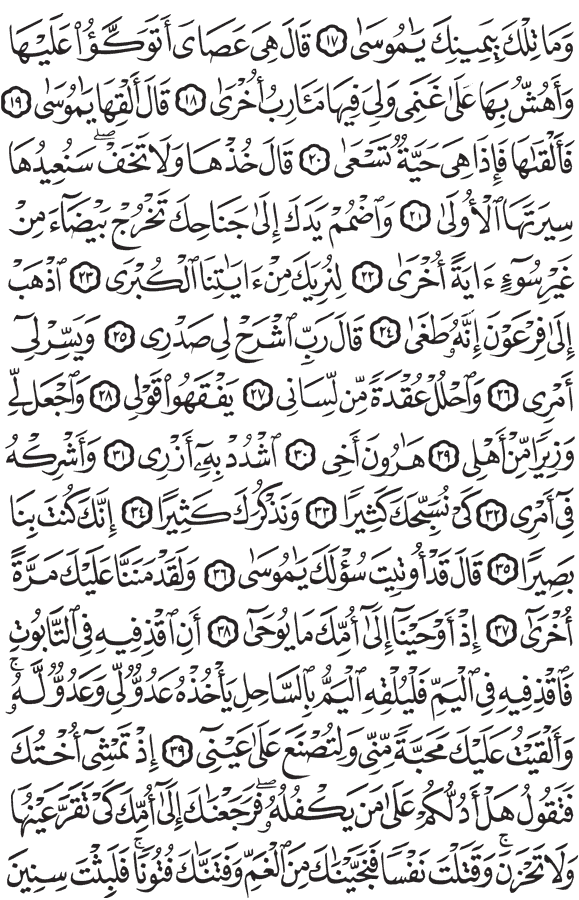 وَمَا تِلْكَ بِيَمِينِكَ يَٰمُوسَىٰ ١٧ قَالَ هِىَ عَصَاىَ أَتَوَكَّؤُا۟ عَلَيْهَا
وَأَهُشُّ بِهَا عَلَىٰ غَنَمِى وَلِىَ فِيهَا مَـَٔارِبُ أُخْرَىٰ ١٨ قَالَ أَلْقِهَا يَٰمُوسَىٰ ١٩
فَأَلْقَىٰهَا فَإِذَا هِىَ حَيَّةٌ تَسْعَىٰ ٢٠ قَالَ خُذْهَا وَلَا تَخَفْ ۖ سَنُعِيدُهَا
سِيرَتَهَا ٱلْأُولَىٰ ٢١ وَٱضْمُمْ يَدَكَ إِلَىٰ جَنَاحِكَ تَخْرُجْ بَيْضَآءَ مِنْ
غَيْرِ سُوٓءٍ ءَايَةً أُخْرَىٰ ٢٢ لِنُرِيَكَ مِنْ ءَايَٰتِنَا ٱلْكُبْرَى ٢٣ ٱذْهَبْ
إِلَىٰ فِرْعَوْنَ إِنَّهُۥ طَغَىٰ ٢٤ قَالَ رَبِّ ٱشْرَحْ لِى صَدْرِى ٢٥ وَيَسِّرْ لِىٓ
أَمْرِى ٢٦ وَٱحْلُلْ عُقْدَةً مِّن لِّسَانِى ٢٧ يَفْقَهُوا۟ قَوْلِى ٢٨ وَٱجْعَل لِّى
وَزِيرًا مِّنْ أَهْلِى ٢٩ هَٰرُونَ أَخِى ٣٠ ٱشْدُدْ بِهِۦٓ أَزْرِى ٣١ وَأَشْرِكْهُ
فِىٓ أَمْرِى ٣٢ كَىْ نُسَبِّحَكَ كَثِيرًا ٣٣ وَنَذْكُرَكَ كَثِيرًا ٣٤ إِنَّكَ كُنتَ بِنَا
بَصِيرًا ٣٥ قَالَ قَدْ أُوتِيتَ سُؤْلَكَ يَٰمُوسَىٰ ٣٦ وَلَقَدْ مَنَنَّا عَلَيْكَ مَرَّةً
أُخْرَىٰٓ ٣٧ إِذْ أَوْحَيْنَآ إِلَىٰٓ أُمِّكَ مَا يُوحَىٰٓ ٣٨ أَنِ ٱقْذِفِيهِ فِى ٱلتَّابُوتِ
فَٱقْذِفِيهِ فِى ٱلْيَمِّ فَلْيُلْقِهِ ٱلْيَمُّ بِٱلسَّاحِلِ يَأْخُذْهُ عَدُوٌّ لِّى وَعَدُوٌّ لَّهُۥ ۚ
وَأَلْقَيْتُ عَلَيْكَ مَحَبَّةً مِّنِّى وَلِتُصْنَعَ عَلَىٰ عَيْنِىٓ ٣٩ إِذْ تَمْشِىٓ أُخْتُكَ
فَتَقُولُ هَلْ أَدُلُّكُمْ عَلَىٰ مَن يَكْفُلُهُۥ ۖ فَرَجَعْنَٰكَ إِلَىٰٓ أُمِّكَ كَىْ تَقَرَّ عَيْنُهَا
وَلَا تَحْزَنَ ۚ وَقَتَلْتَ نَفْسًا فَنَجَّيْنَٰكَ مِنَ ٱلْغَمِّ وَفَتَنَّٰكَ فُتُونًا ۚ فَلَبِثْتَ سِنِينَ